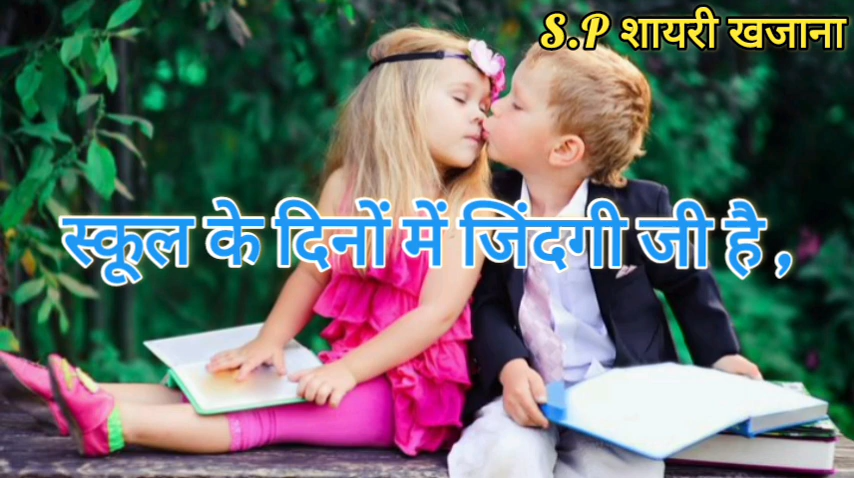 S.P शायरी खजाना
स्कूल के दिनों में जिंदगी जी है ,